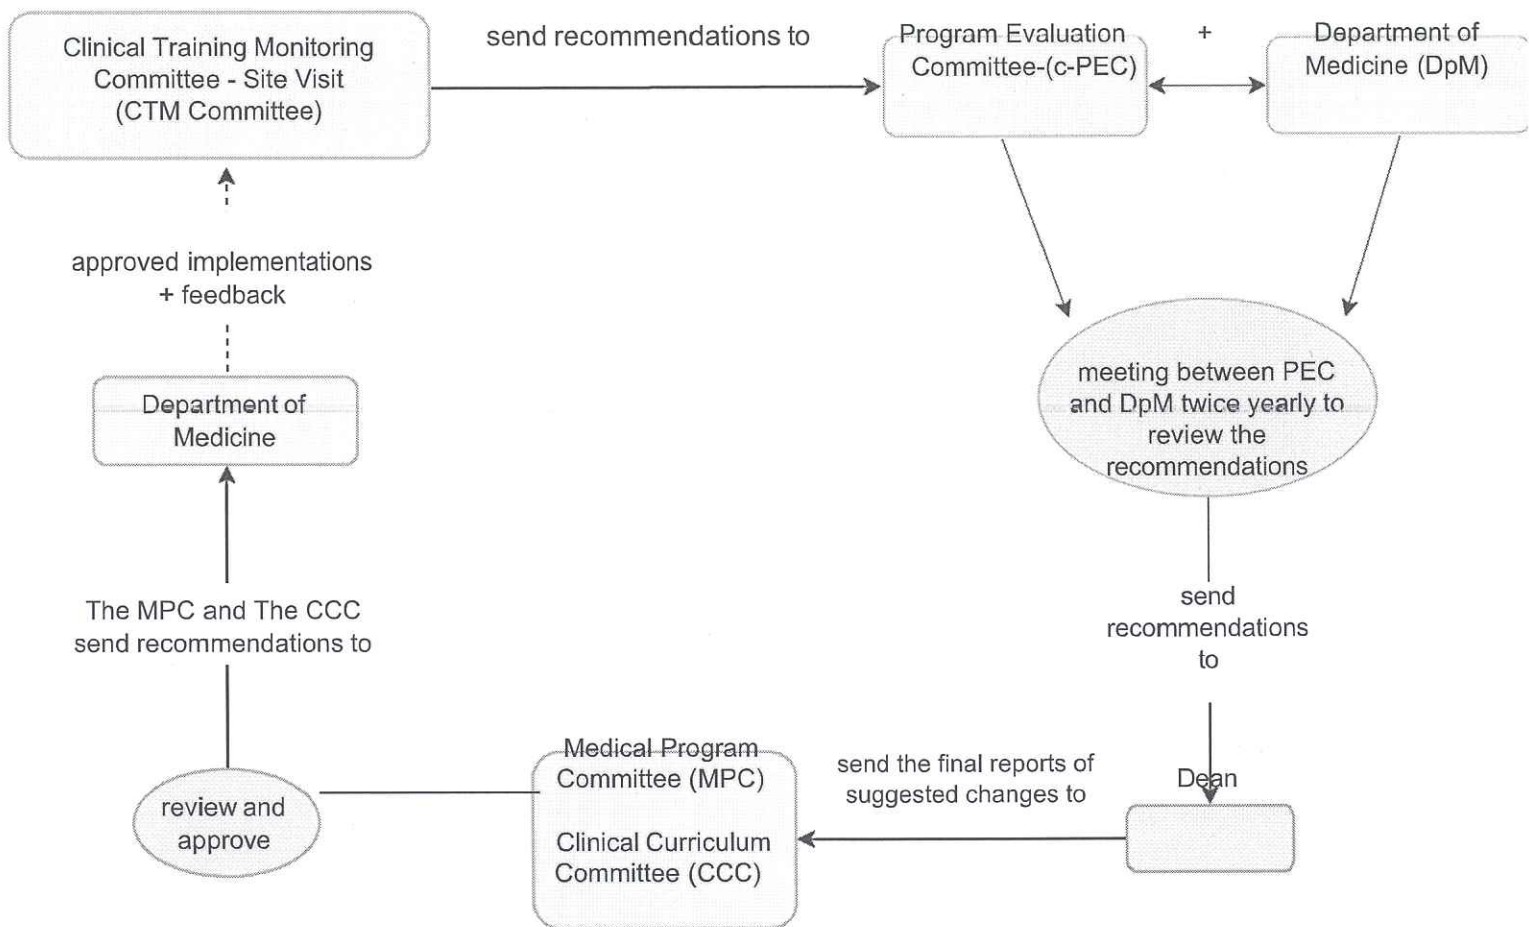 Clinical Training Monitoring
Committee - Site Visit
(CTM Committee)
send recommendations to
Program Evaluation
Committee-(c-PEC)
+
Department of
Medicine (DpM)
approved implementations
+ feedback
meeting between PEC
and DpM twice yearly to
review the
recommendations
Department of
Medicine
send
recommendations
to
The MPC and The CCC
send recommendations to
Dean
send the final reports of
suggested changes to
Medical Program
Committee (MPC)
Clinical Curriculum
Committee (CCC)
review and
approve